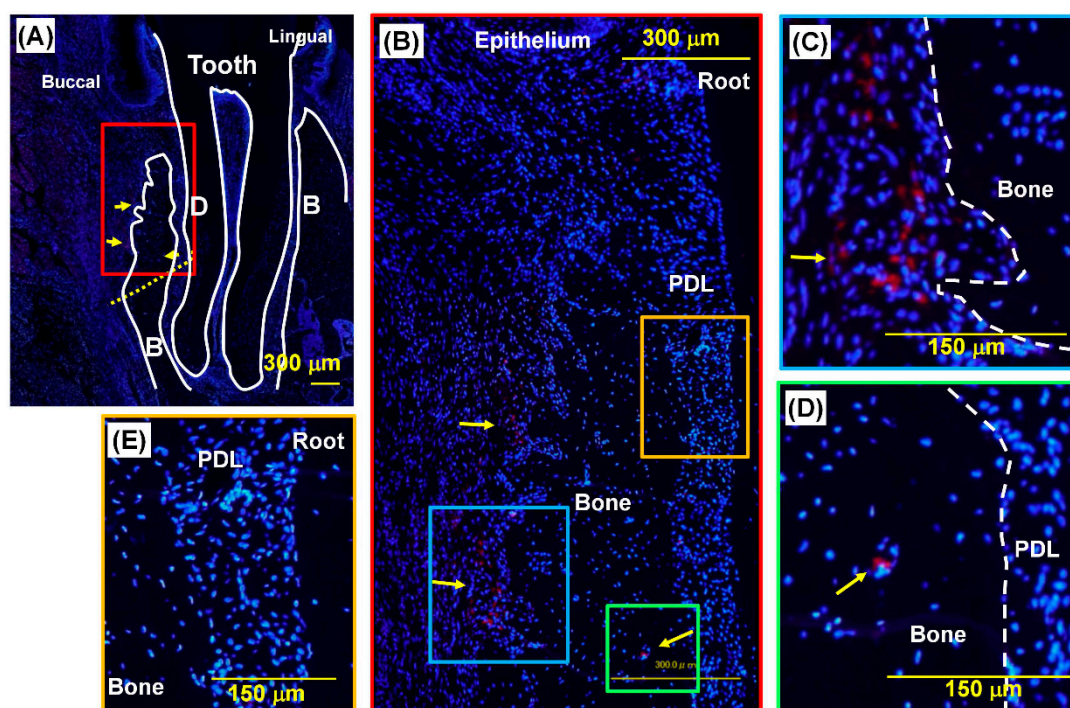 (A)
Buccal
Tooth
Lingual
D
B
B
300 μm
(B)
Epithelium
300 μm
Root
PDL
Bone
300.0 μm
(C)
Bone
150 μm
(D)
PDL
Bone
150 μm
(E)
PDL
Root
Bone
150 μm